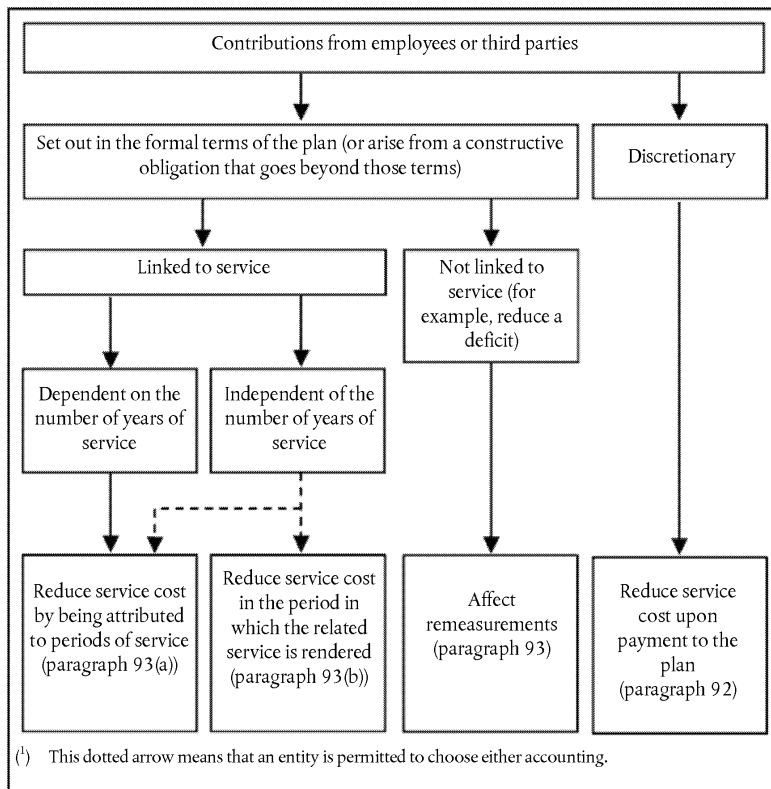 Contributions from employees or third parties
Set out in the formal terms of the plan (or arise from a constructive
obligation that goes beyond those terms)
Discretionary
Linked to service
Not linked to
service (for
example, reduce a
deficit)
Dependent on the
number of years of
service
Independent of the
number of years of
service
Reduce service cost
by being attributed
to periods of service
(paragraph 93(a))
Reduce service cost
in the period in
which the related
service is rendered
(paragraph 93(b))
Affect
remeasurements
(paragraph 93)
Reduce service
cost upon
payment to the
plan
(paragraph 92)
(¹) This dotted arrow means that an entity is permitted to choose either accounting.